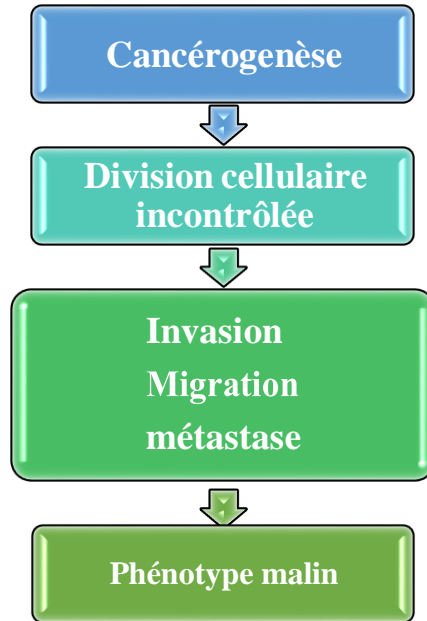 Cancérogenèse
Division cellulaire
incontrôlée
Invasion
Migration
métastase
Phénotype malin